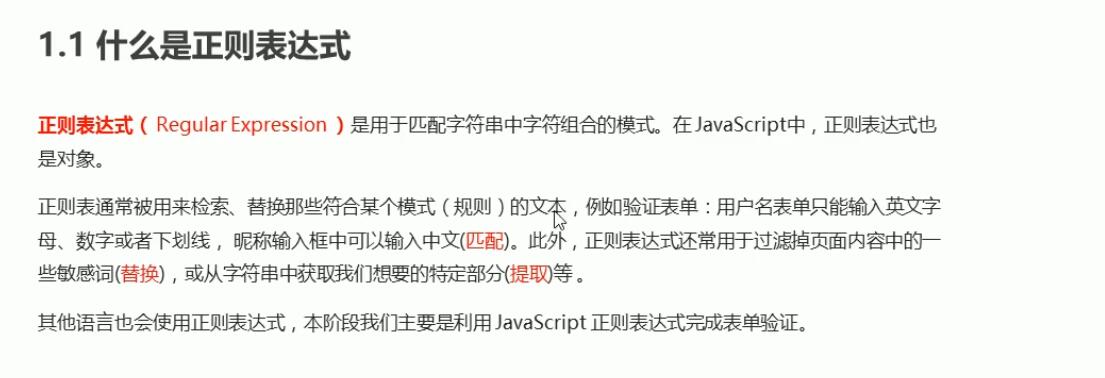 1.1 什么是正则表达式
正则表达式（ Regular Expression ）是用于匹配字符串中字符组合的模式。在 JavaScript中，正则表达式也
是对象。
正则表通常被用来检索、替换那些符合某个模式（规则）的文本，例如验证表单：用户名表单只能输入英文字
母、数字或者下划线， 昵称输入框中可以输入中文(匹配)。此外，正则表达式还常用于过滤掉页面内容中的一
些敏感词(替换)，或从字符串中获取我们想要的特定部分(提取)等 。
其他语言也会使用正则表达式，本阶段我们主要是利用 JavaScript 正则表达式完成表单验证。